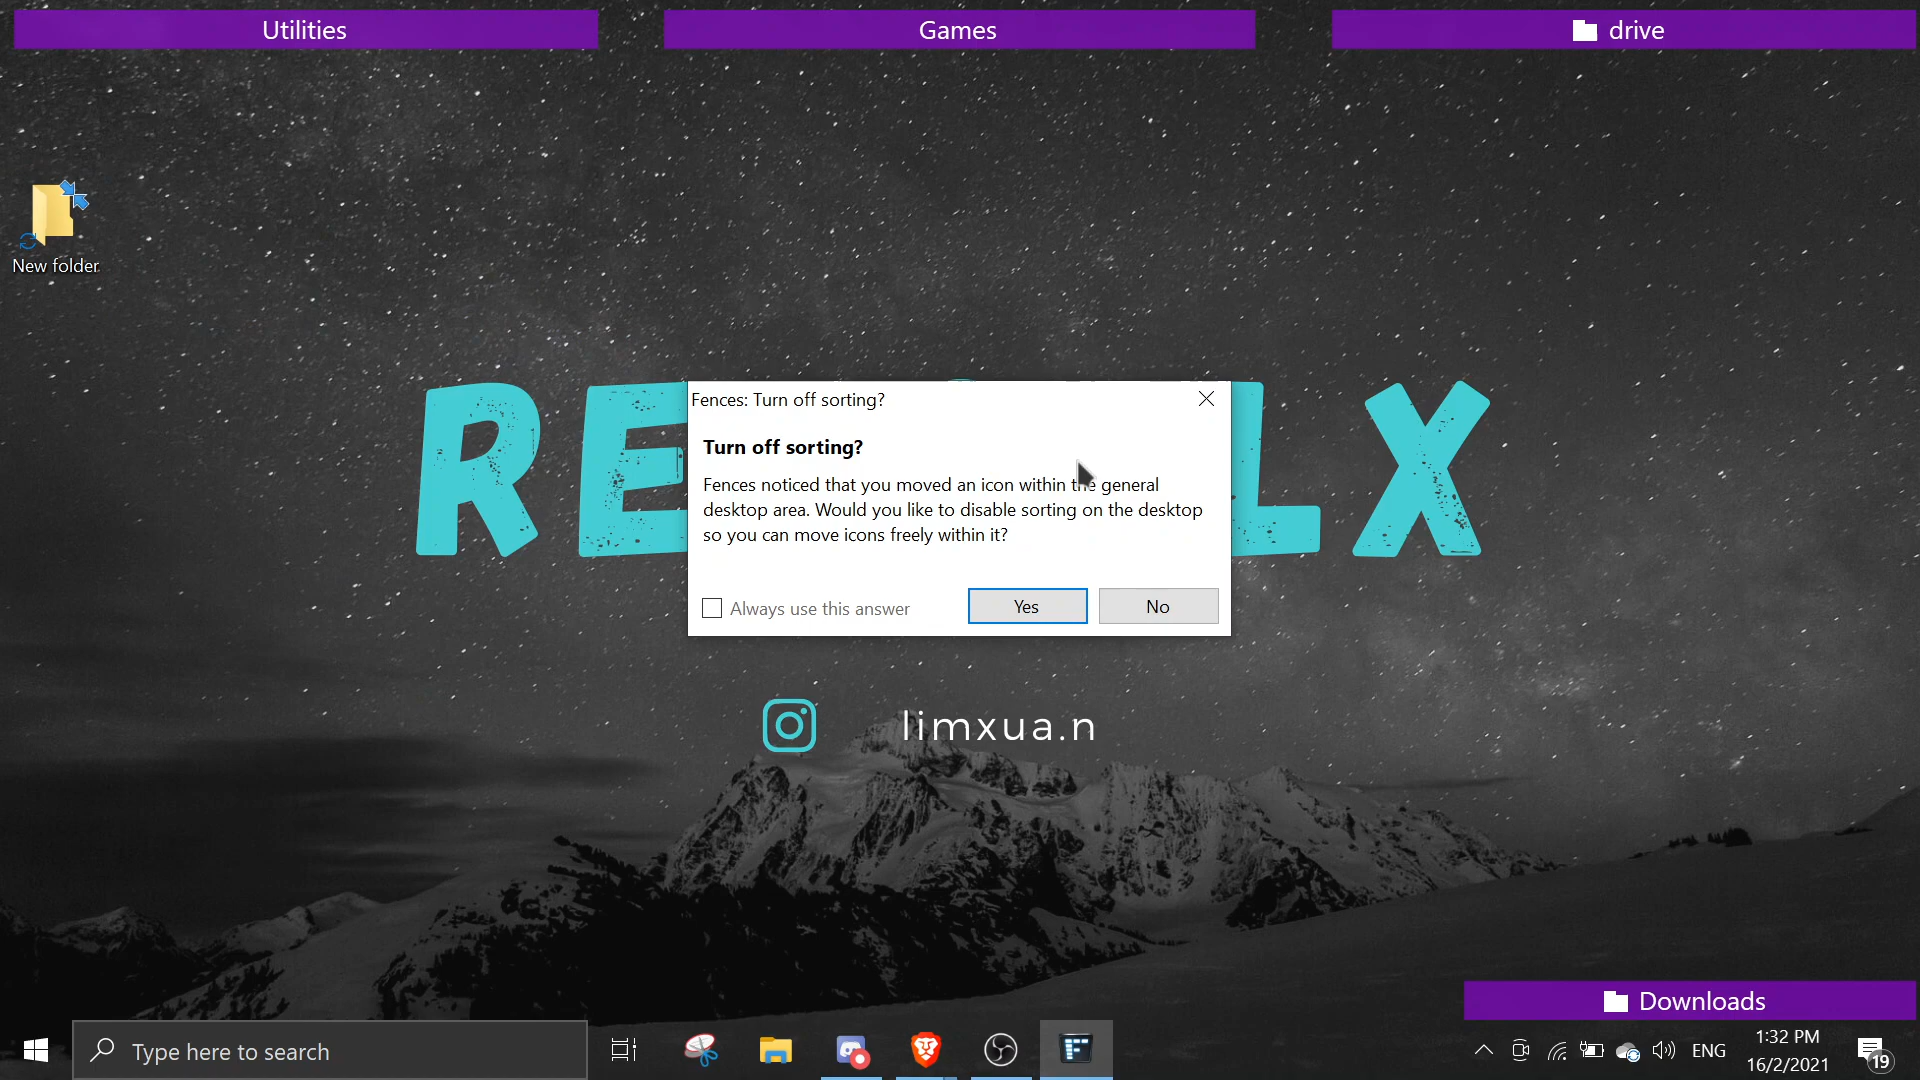 Utilities
Games
drive
New folder
RE
LX
Fences: Turn off sorting?
Turn off sorting?
Fences noticed that you moved an icon within the general
desktop area. Would you like to disable sorting on the desktop
so you can move icons freely within it?
Always use this answer
Yes
No
limxua.n
Downloads
Type here to search
ENG
1:32 PM
16/2/2021
19